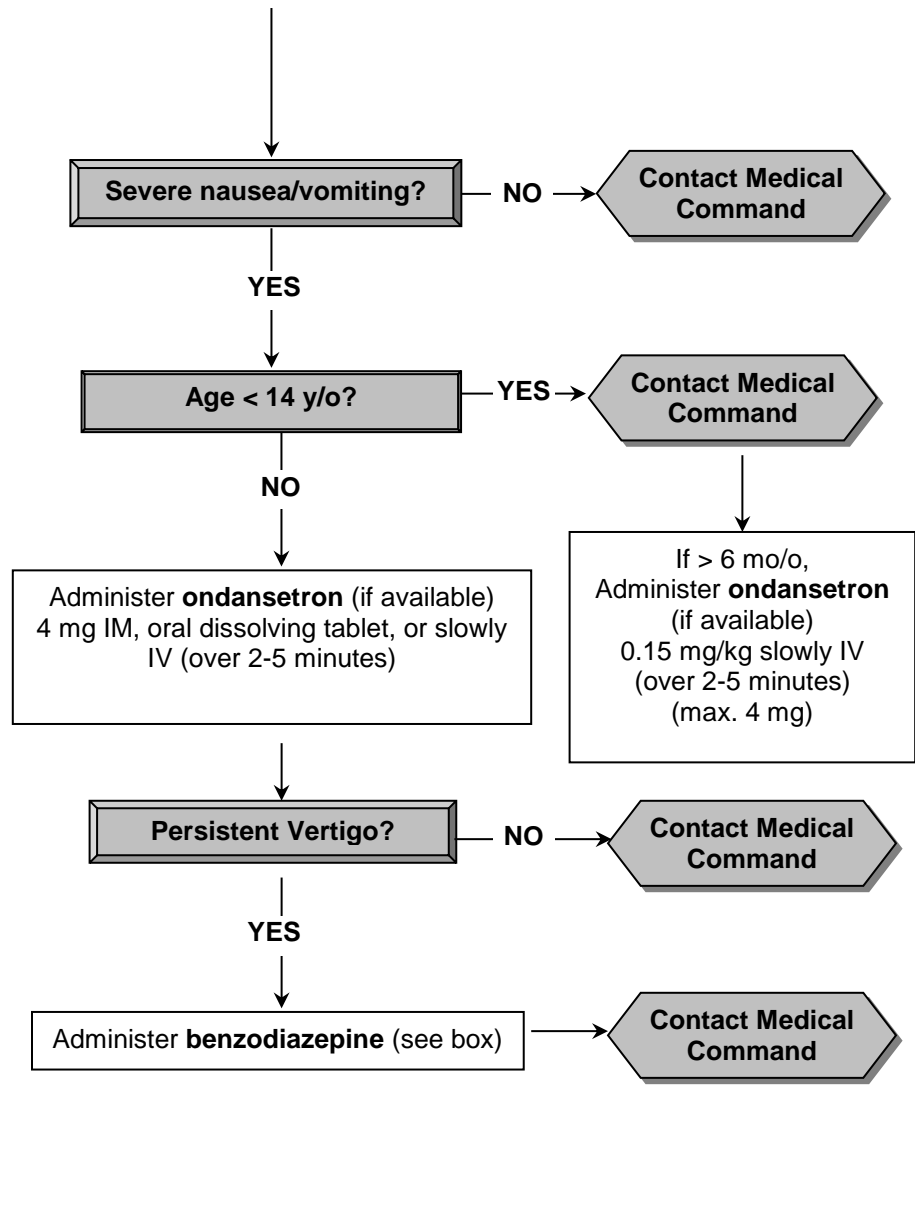 Severe nausea/vomiting?
NO
Contact Medical
Command
YES
Age < 14 y/o?
YES
Contact Medical
Command
NO
Administer ondansetron (if available)
4 mg IM, oral dissolving tablet, or slowly
IV (over 2-5 minutes)
If > 6 mo/o,
Administer ondansetron
(if available)
0.15 mg/kg slowly IV
(over 2-5 minutes)
(max. 4 mg)
Persistent Vertigo?
NO
Contact Medical
Command
YES
Administer benzodiazepine (see box)
Contact Medical
Command